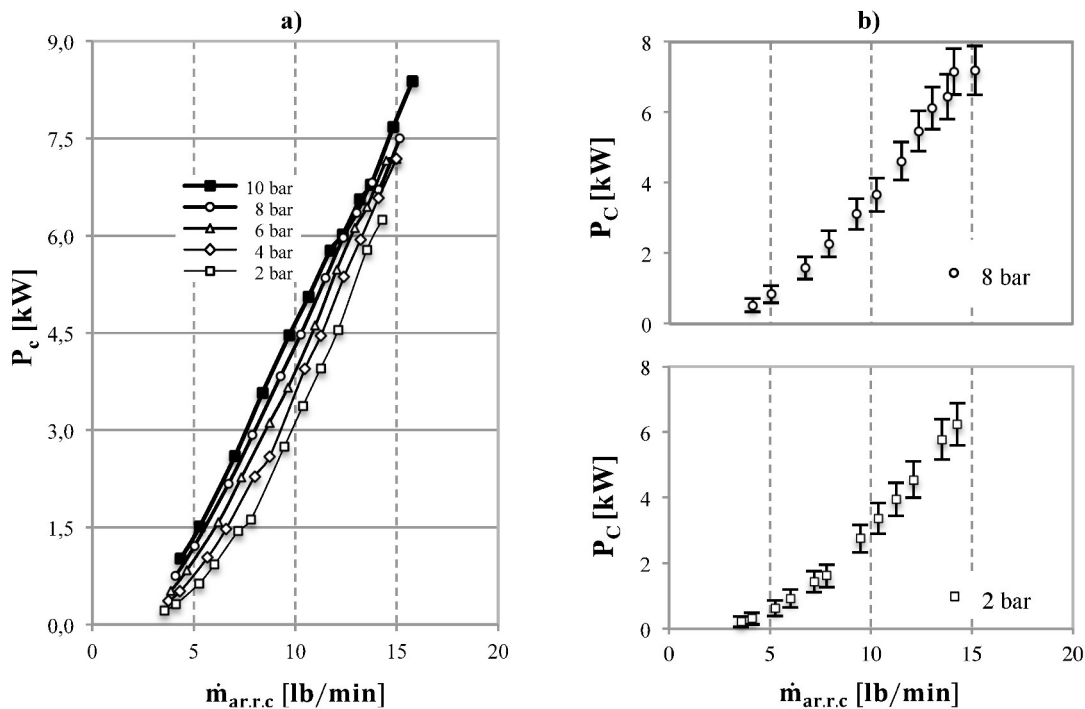 a)
9,0
7,5
6,0
4,5
3,0
1,5
0,0
P_c [kW]
10 bar
8 bar
6 bar
4 bar
2 bar
0 5 10 15 20
ṁ_ar.r.c [lb/min]
b)
8
6
4
2
0
P_C [kW]
8 bar
8
6
4
2
0
P_C [kW]
2 bar
0 5 10 15 20
ṁ_ar.r.c [lb/min]